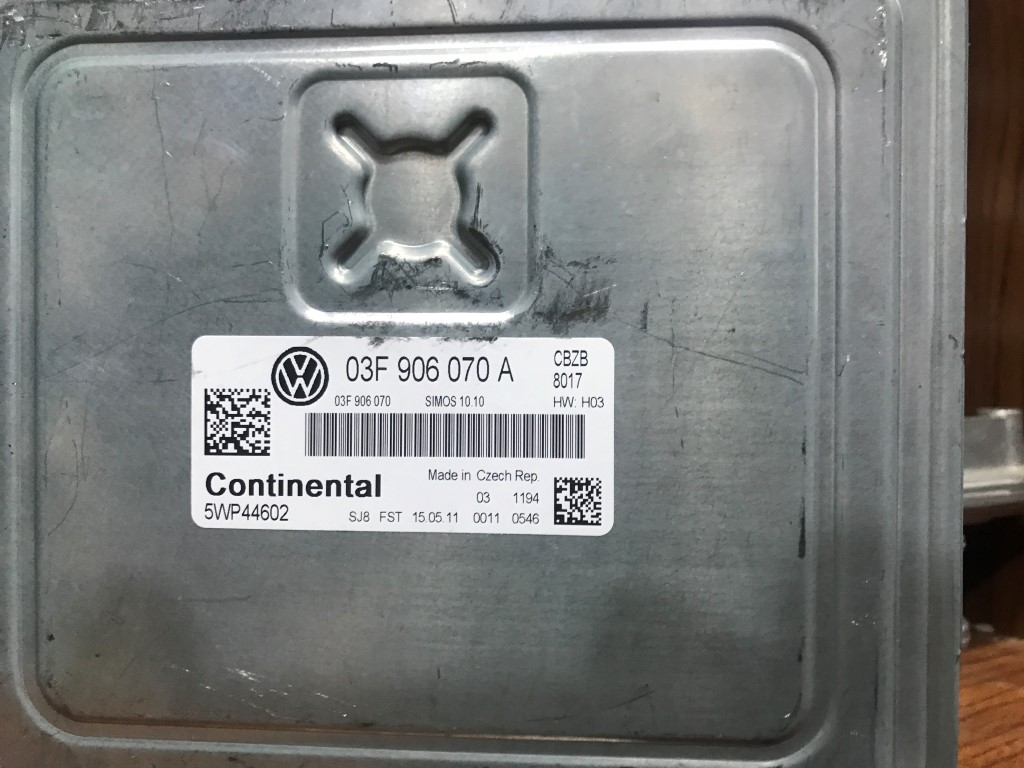 03F 906 070 A
CBZB
8017
03F 906 070 SIMOS 10.10 HW: H03
Continental
Made in Czech Rep.
03 1194
5WP44602
SJ8 FST 15.05.11 0011 0546